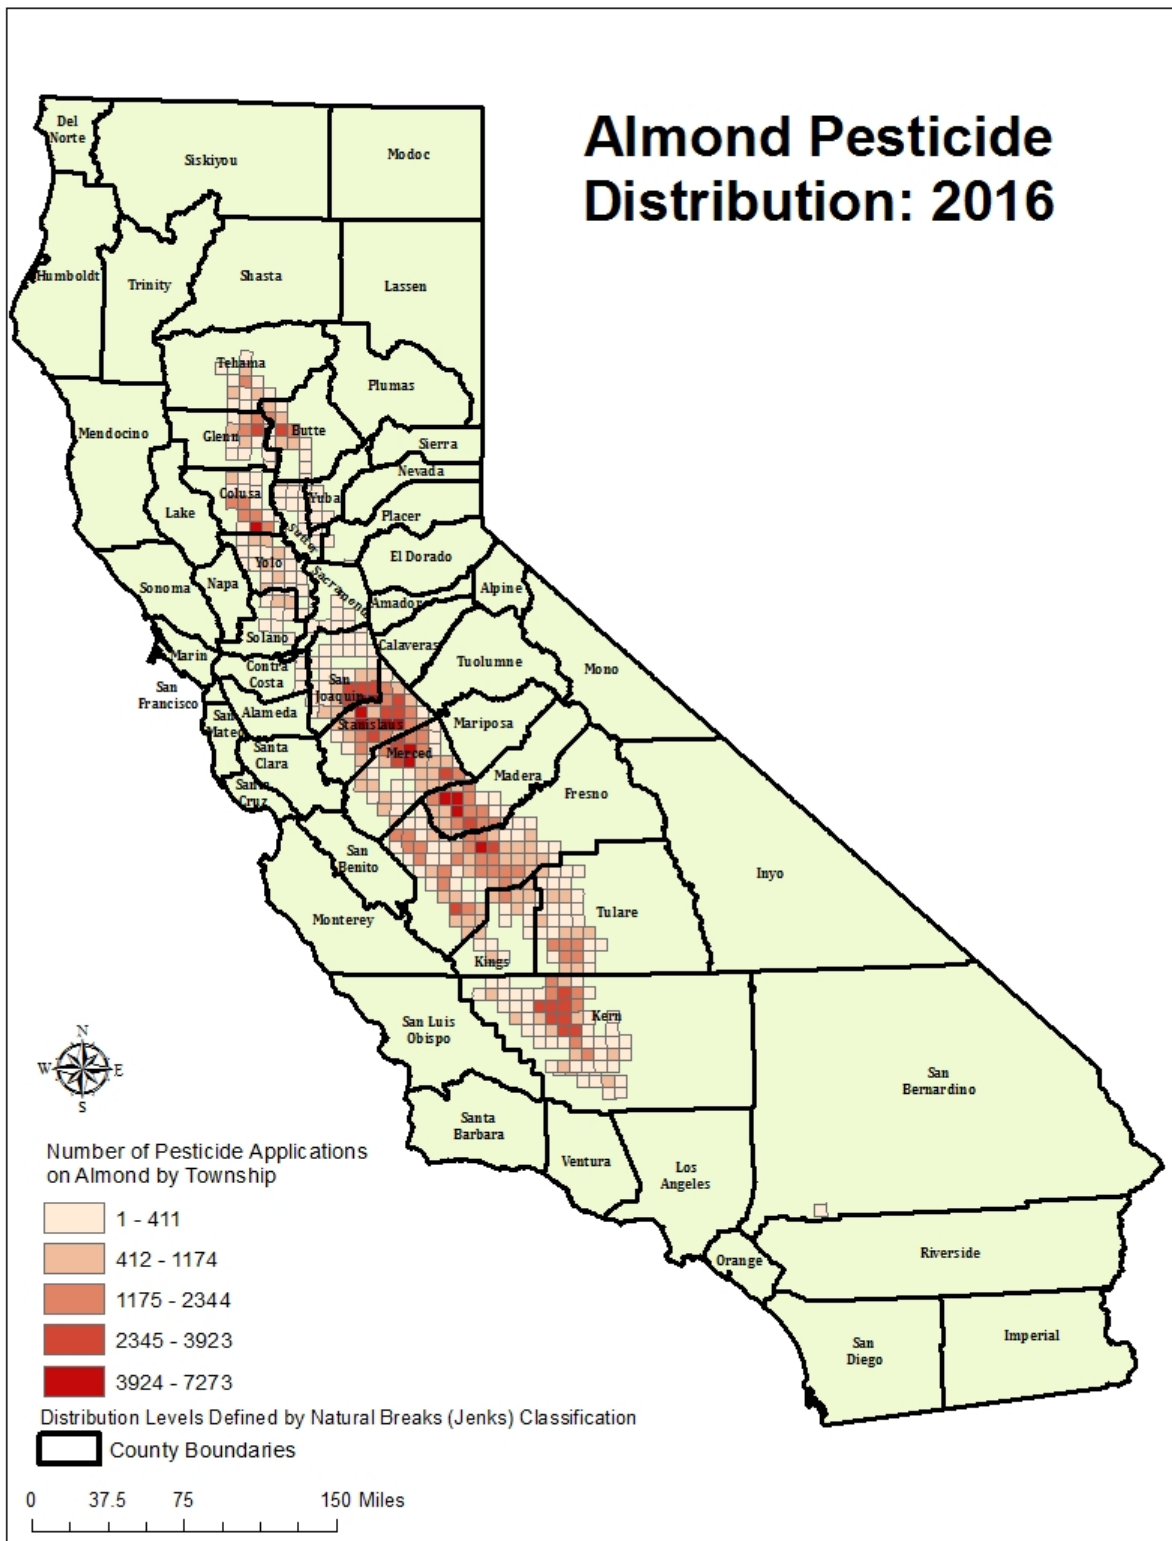 Almond Pesticide
Distribution: 2016
Del
Norte
Siskiyou
Modoc
Humboldt
Trinity
Shasta
Lassen
Tehama
Plumas
Mendocino
Glenn
Butte
Sierra
Nevada
Lake
Colusa
Yuba
Placer
Sutter
El Dorado
Sonoma
Napa
Yolo
Sacramento
Amador
Alpine
Solano
Marin
Calaveras
Tuolumne
Mono
San
Francisco
Contra
Costa
San
Joaquin
Alameda
San
Mateo
Stanislaus
Mariposa
Santa
Clara
Merced
Madera
Santa
Cruz
Fresno
San
Benito
Inyo
Monterey
Tulare
Kings
San Luis
Obispo
Kern
San
Bernardino
Santa
Barbara
Ventura
Los
Angeles
Orange
Riverside
San
Diego
Imperial
N
W E
S
Number of Pesticide Applications
on Almond by Township
1 - 411
412 - 1174
1175 - 2344
2345 - 3923
3924 - 7273
Distribution Levels Defined by Natural Breaks (Jenks) Classification
County Boundaries
0 37.5 75 150 Miles